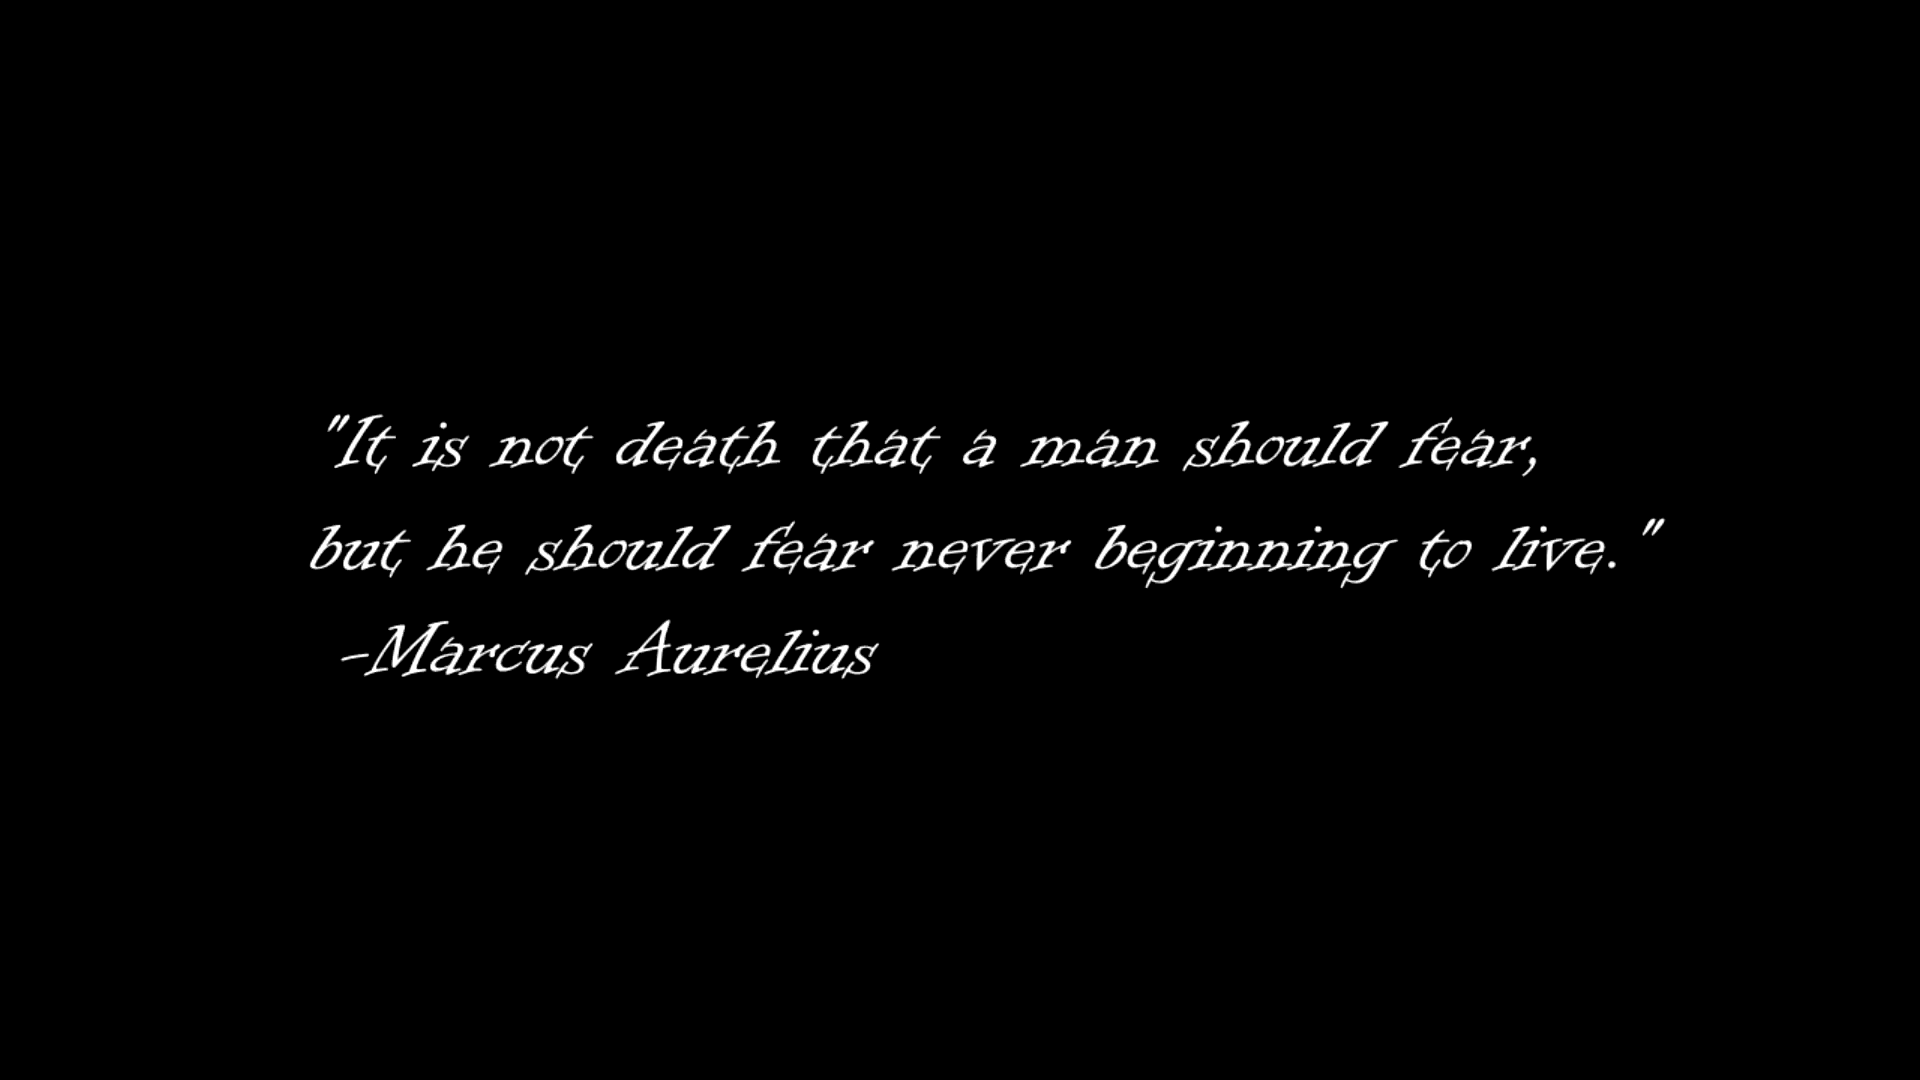 "It is not death that a man should fear,
but he should fear never beginning to live."
-Marcus Aurelius